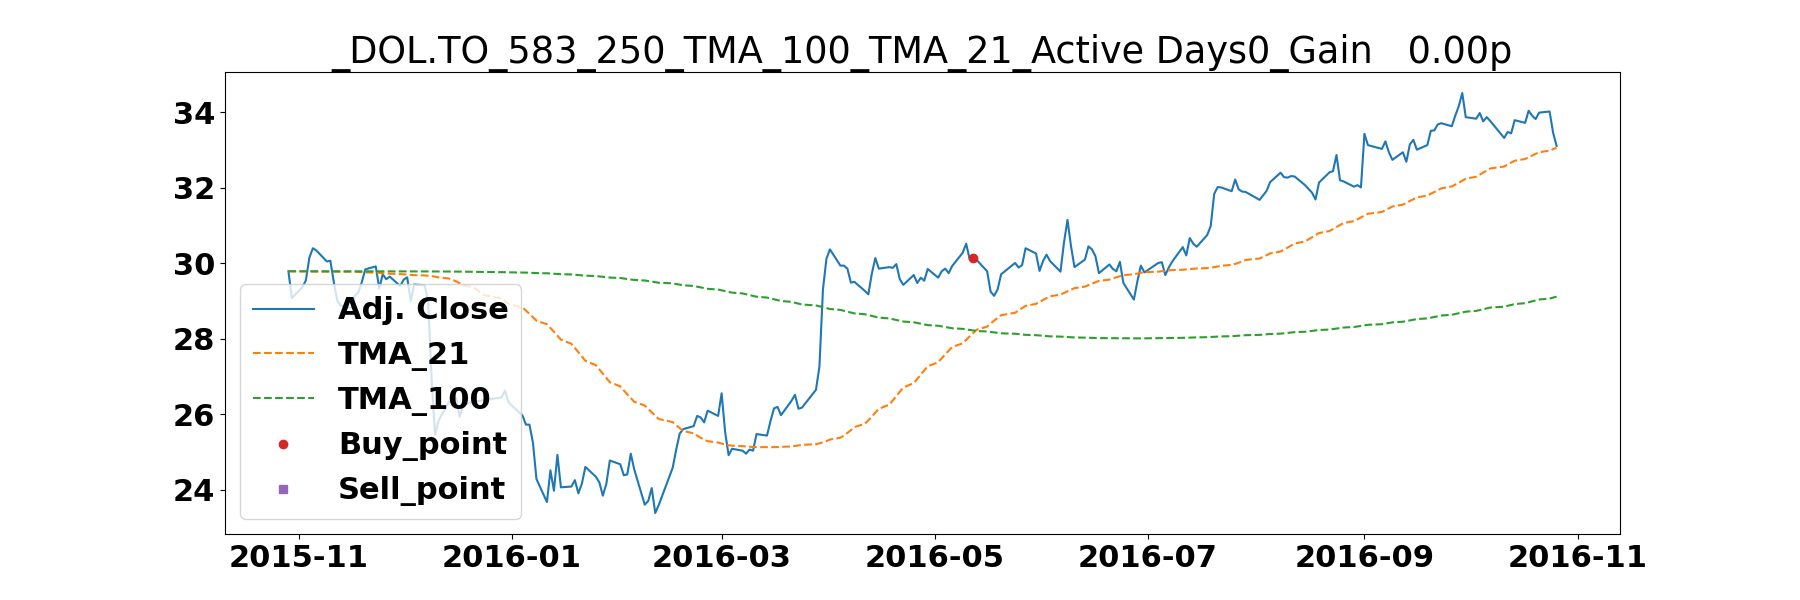 _DOL.TO_583_250_TMA_100_TMA_21_Active Days0_Gain   0.00p
34
32
30
28
26
24
Adj. Close
TMA_21
TMA_100
Buy_point
Sell_point
2015-11 2016-01 2016-03 2016-05 2016-07 2016-09 2016-11